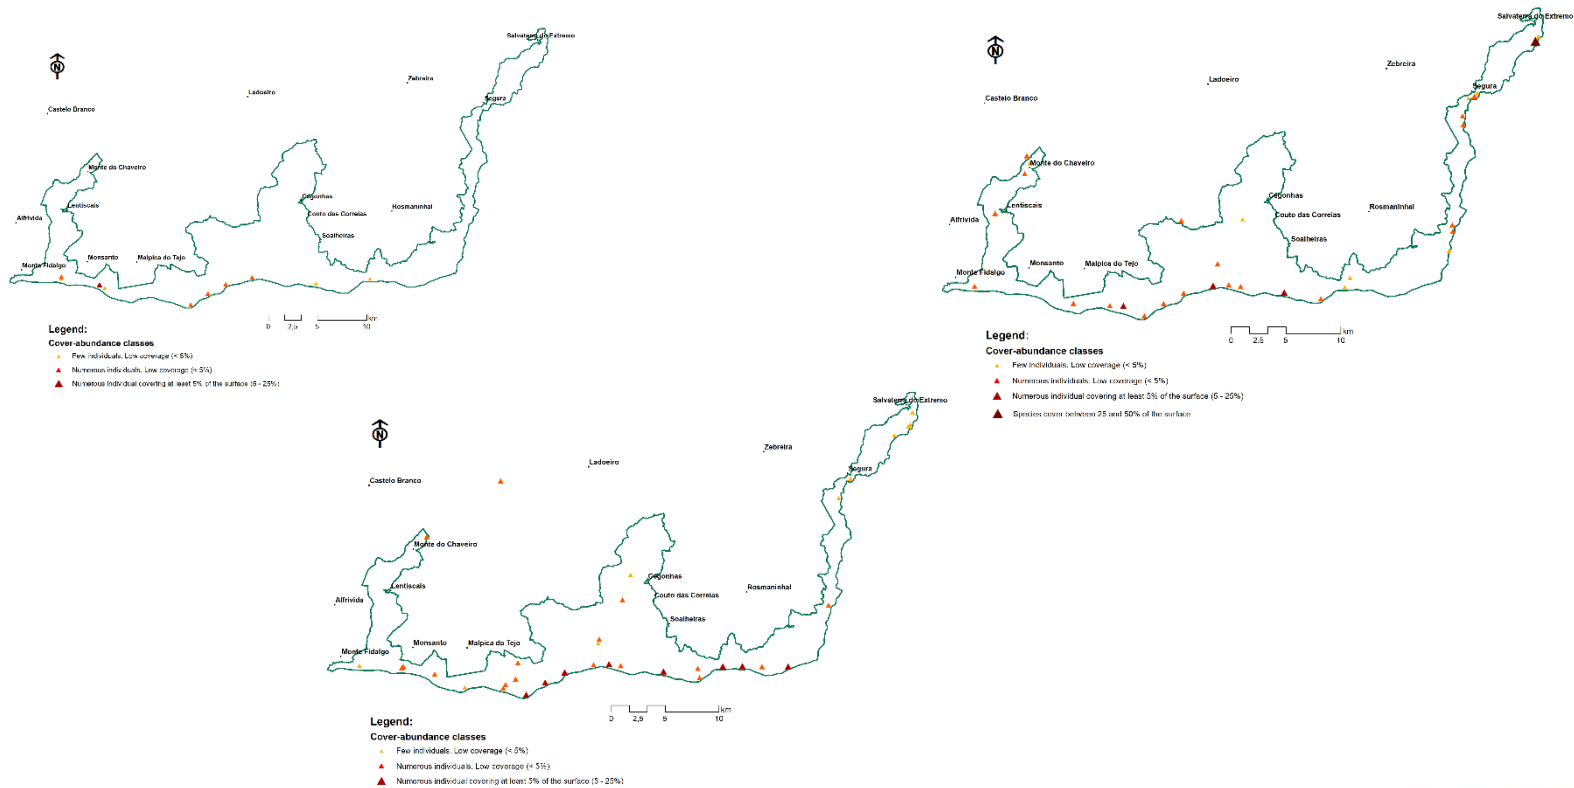 Salvaterra do Extremo
N
Zebreira
Ladoeiro
Segura
Castelo Branco
Monte do Chaveiro
Cegonhas
Lentiscais
Couto das Correias
Rosmaninhal
Alfrivida
Soalheiras
Monsanto
Malpica do Tejo
Monte Fidalgo
km
0 2,5 5 10
Legend:
Cover-abundance classes
Few individuals. Low coverage (< 5%)
Numerous individuals. Low coverage (< 5%)
Numerous individual covering at least 5% of the surface (5 - 25%)
Salvaterra do Extremo
N
Zebreira
Ladoeiro
Segura
Castelo Branco
Monte do Chaveiro
Cegonhas
Lentiscais
Rosmaninhal
Couto das Correias
Alfrivida
Soalheiras
Monsanto
Malpica do Tejo
Monte Fidalgo
km
0 2,5 5 10
Legend:
Cover-abundance classes
Few individuals. Low coverage (< 5%)
Numerous individuals. Low coverage (< 5%)
Numerous individual covering at least 5% of the surface (5 - 25%)
Species cover between 25 and 50% of the surface
Salvaterra do Extremo
N
Zebreira
Ladoeiro
Segura
Castelo Branco
Monte do Chaveiro
Cegonhas
Lentiscais
Rosmaninhal
Couto das Correias
Alfrivida
Soalheiras
Monsanto
Malpica do Tejo
Monte Fidalgo
km
0 2,5 5 10
Legend:
Cover-abundance classes
Few individuals. Low coverage (< 5%)
Numerous individuals. Low coverage (< 5%)
Numerous individual covering at least 5% of the surface (5 - 25%)